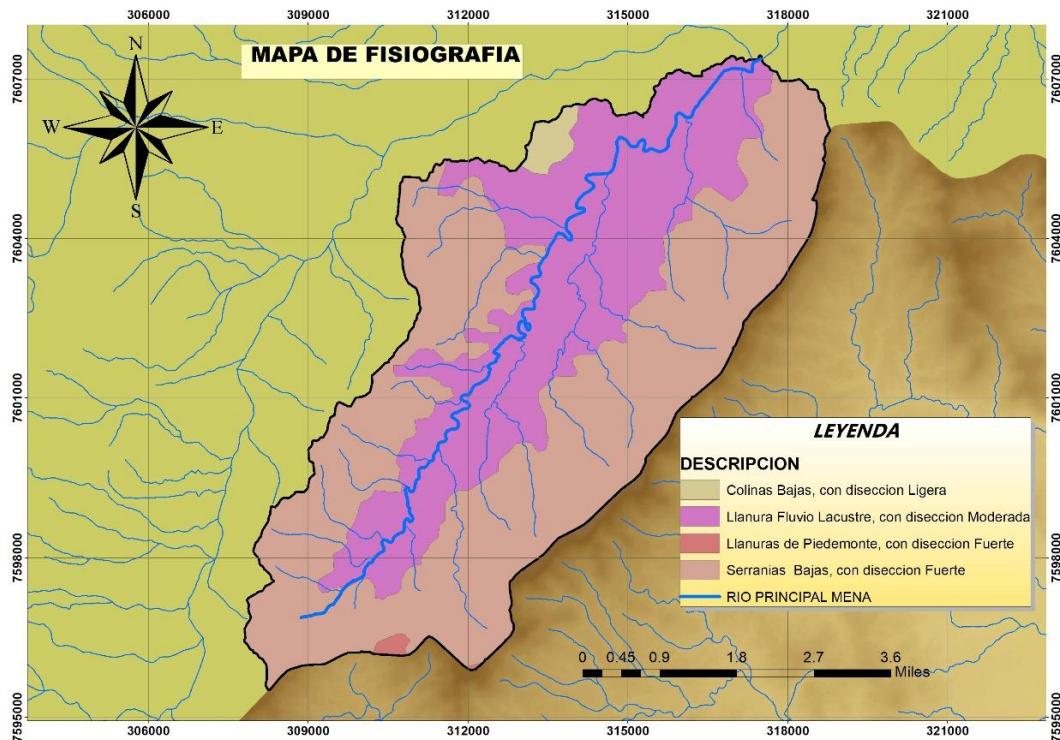 306000 309000 312000 315000 318000 321000
MAPA DE FISIOGRAFIA
N
W E
S
7607000 7607000
7604000 7604000
7601000 7601000
7598000 7598000
7595000 7595000
LEYENDA
DESCRIPCION
Colinas Bajas, con diseccion Ligera
Llanura Fluvio Lacustre, con diseccion Moderada
Llanuras de Piedemonte, con diseccion Fuerte
Serranias Bajas, con diseccion Fuerte
RIO PRINCIPAL MENA
0 0.45 0.9 1.8 2.7 3.6
Miles
306000 309000 312000 315000 318000 321000